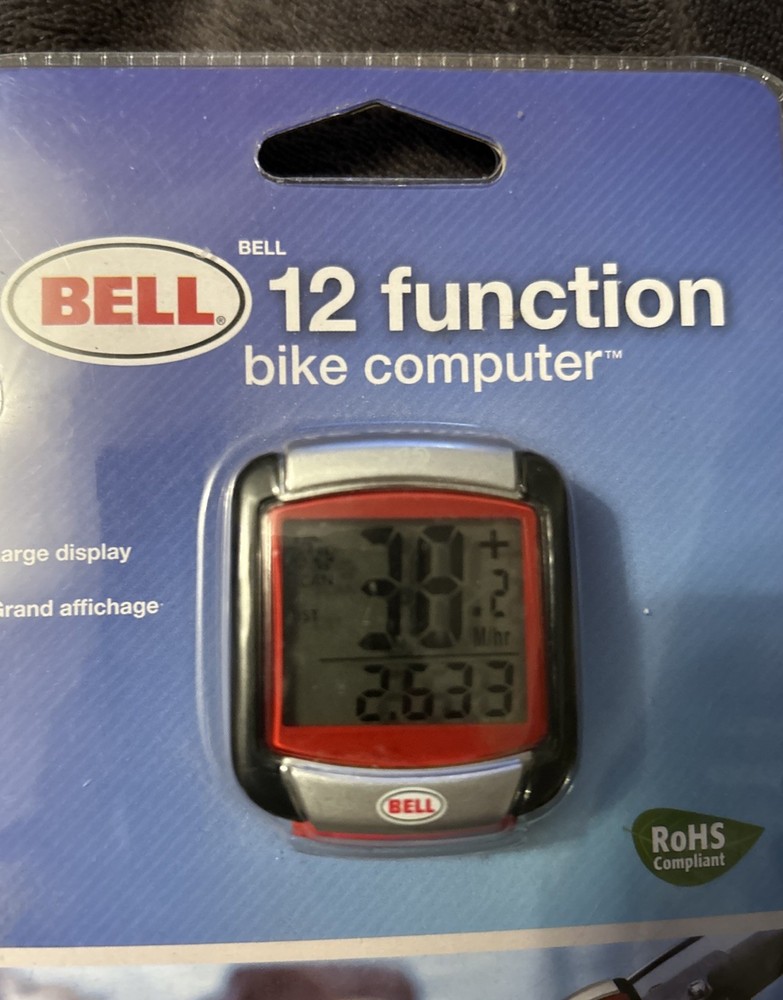 BELL
BELL®
12 function
bike computer™
+
38.2
M/hr
2.633
arge display
Grand affichage
BELL
RoHS
Compliant